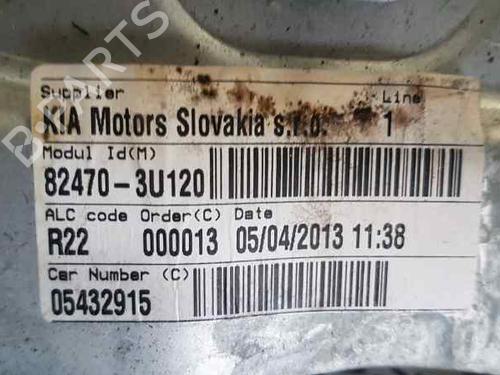 B-PARTS
Supplier Line
KIA Motors Slovakia s.r.o. 1
Modul Id(M)
82470-3U120
ALC code Order(C) Date
R22 000013 05/04/2013 11:38
Car Number (C)
05432915